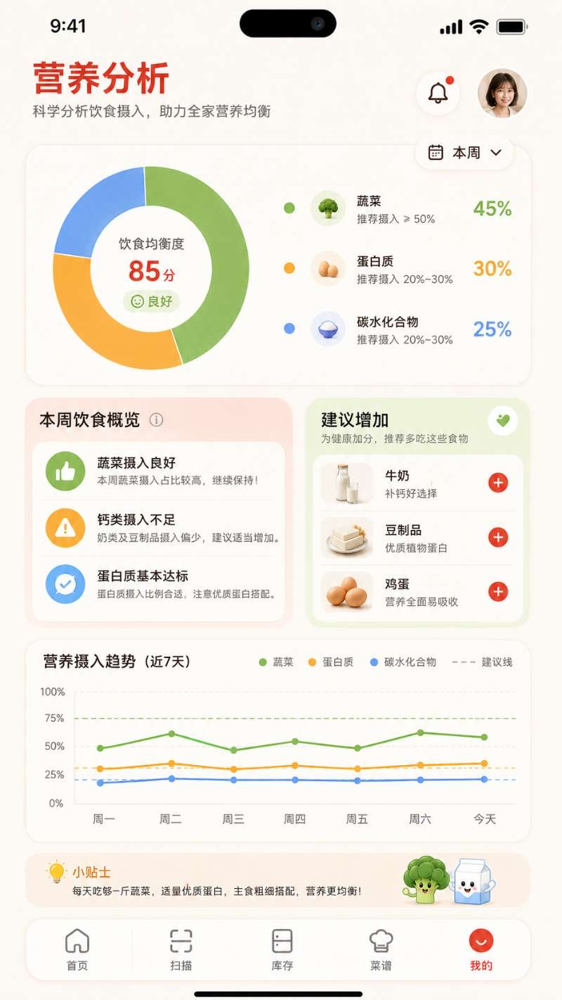 9:41
营养分析
科学分析饮食摄入，助力全家营养均衡
本周
饮食均衡度
85分
良好
蔬菜
推荐摄入 ≥ 50%
45%
蛋白质
推荐摄入 20%~30%
30%
碳水化合物
推荐摄入 20%~30%
25%
本周饮食概览
蔬菜摄入良好
本周蔬菜摄入占比较高，继续保持！
钙类摄入不足
奶类及豆制品摄入偏少，建议适当增加。
蛋白质基本达标
蛋白质摄入比例合适，注意优质蛋白搭配。
建议增加
为健康加分，推荐多吃这些食物
牛奶
补钙好选择
豆制品
优质植物蛋白
鸡蛋
营养全面易吸收
营养摄入趋势（近7天）
蔬菜 蛋白质 碳水化合物 建议线
100%
75%
50%
25%
0%
周一 周二 周三 周四 周五 周六 今天
小贴士
每天吃够一斤蔬菜，适量优质蛋白，主食粗细搭配，营养更均衡！
首页 扫描 库存 菜谱 我的